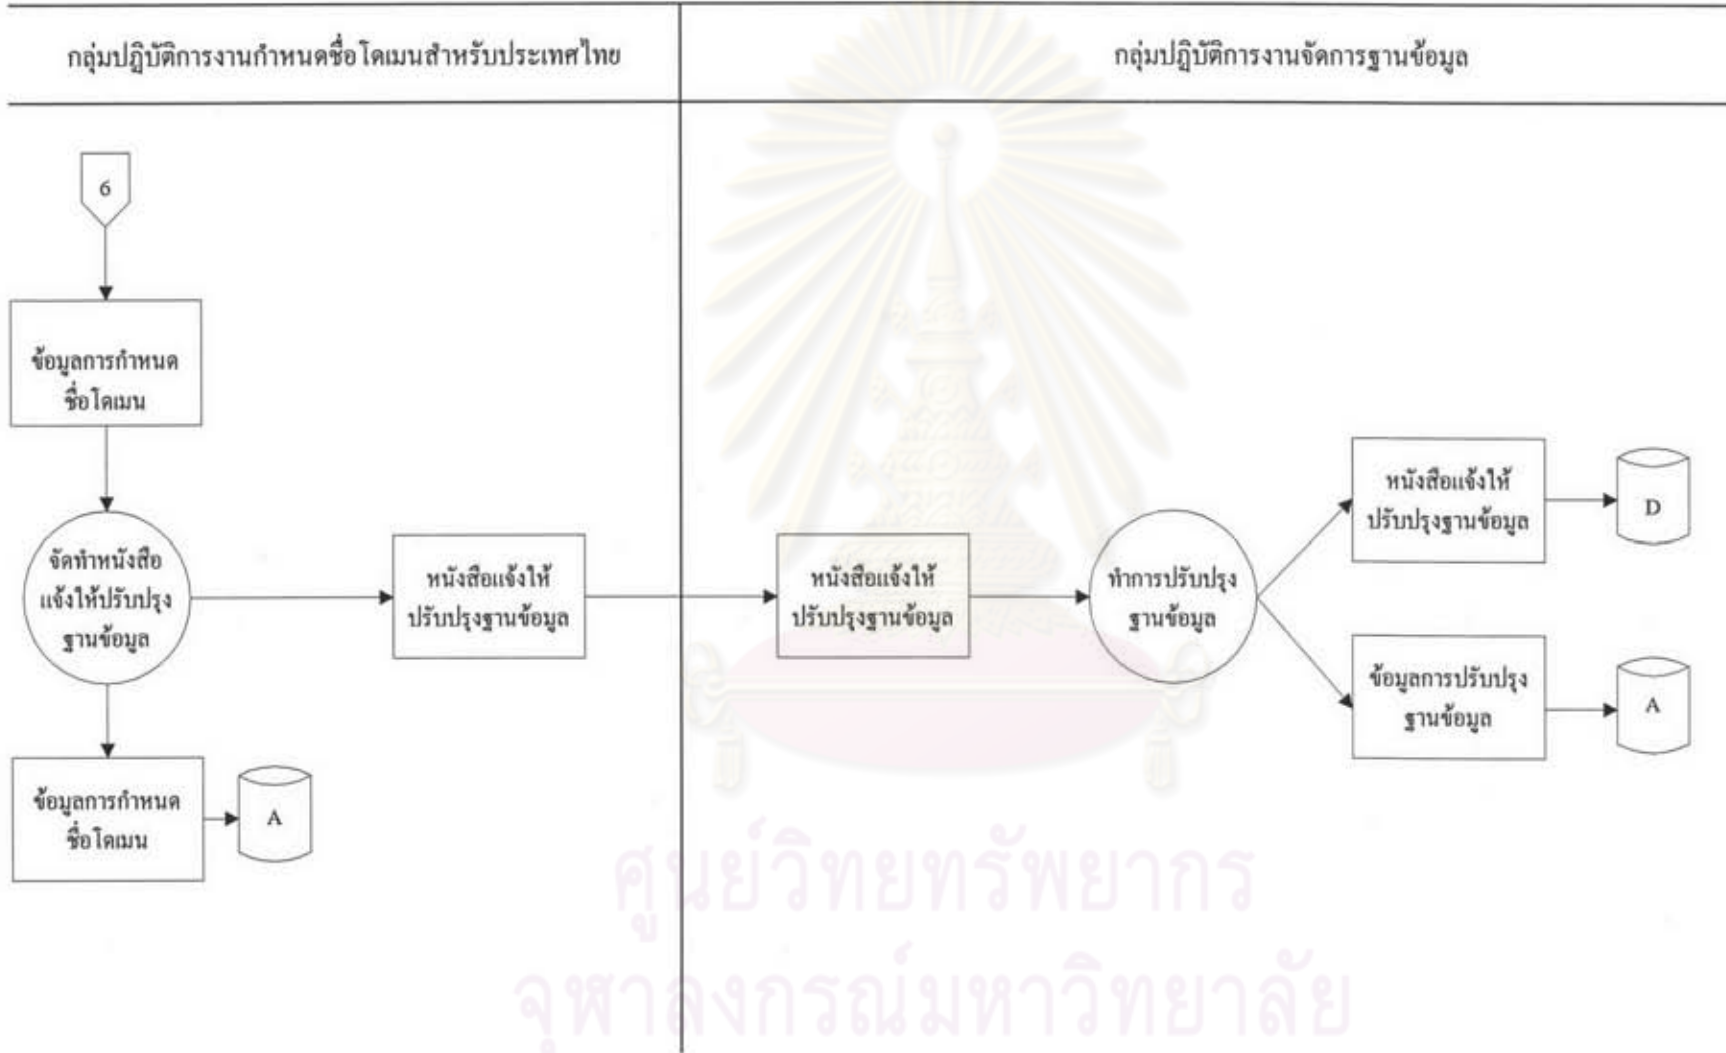 กลุ่มปฏิบัติการงานกำหนดชื่อโดเมนสำหรับประเทศไทย
กลุ่มปฏิบัติการงานจัดการฐานข้อมูล
6
ข้อมูลการกำหนด
ชื่อโดเมน
จัดทำหนังสือ
แจ้งให้ปรับปรุง
ฐานข้อมูล
หนังสือแจ้งให้
ปรับปรุงฐานข้อมูล
ข้อมูลการกำหนด
ชื่อโดเมน
A
หนังสือแจ้งให้
ปรับปรุงฐานข้อมูล
ทำการปรับปรุง
ฐานข้อมูล
หนังสือแจ้งให้
ปรับปรุงฐานข้อมูล
D
ข้อมูลการปรับปรุง
ฐานข้อมูล
A
ศูนย์วิทยทรัพยากร
จุฬาลงกรณ์มหาวิทยาลัย